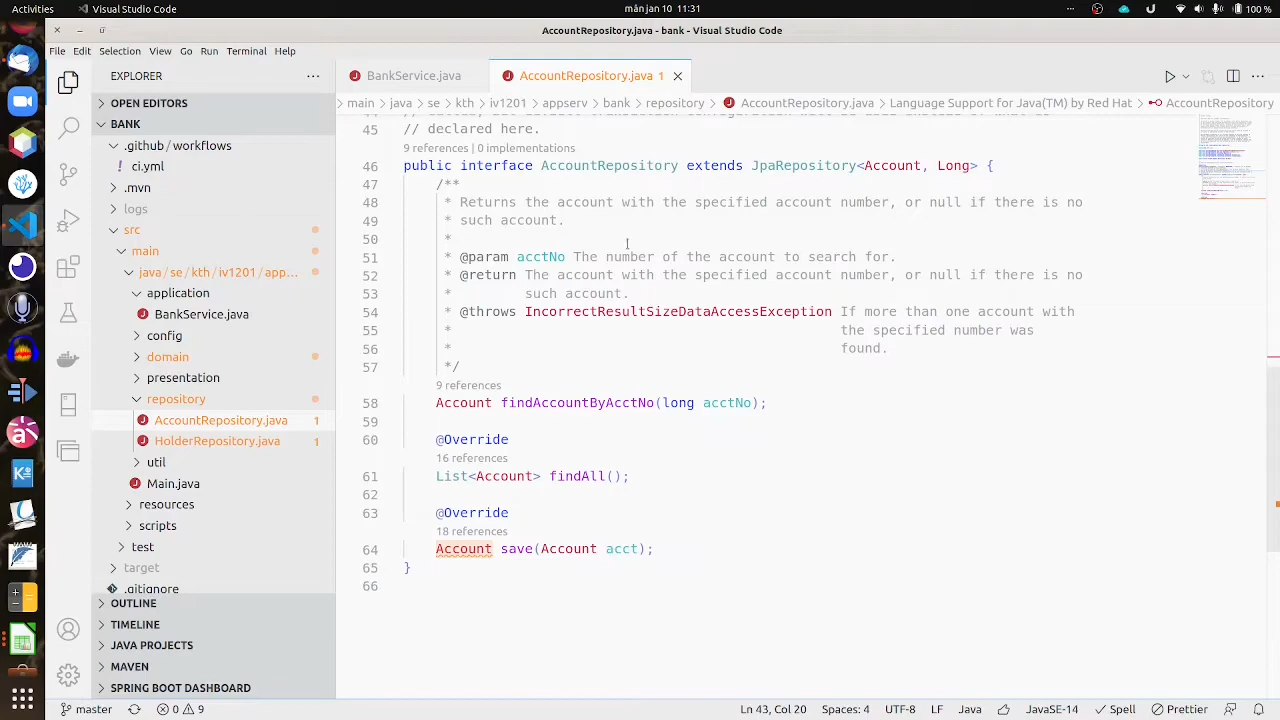 Activities
Visual Studio Code
mån jan 10 11:31
100 %
AccountRepository.java - bank - Visual Studio Code
File Edit Selection View Go Run Terminal Help
EXPLORER
OPEN EDITORS
BANK
.github / workflows
! ci.yml
.mvn
logs
src
main
java / se / kth / iv1201 / app...
application
BankService.java
config
domain
presentation
repository
AccountRepository.java 1
HolderRepository.java 1
util
Main.java
resources
scripts
test
target
.gitignore
OUTLINE
TIMELINE
JAVA PROJECTS
MAVEN
SPRING BOOT DASHBOARD
BankService.java
AccountRepository.java 1
main > java > se > kth > iv1201 > appserv > bank > repository > AccountRepository.java > Language Support for Java(TM) by Red Hat > AccountRepository
45 // declared here.
9 references | 0 implementations
46 public interface AccountRepository extends JpaRepository<Account, Long> {
47 /**
48 * Returns the account with the specified account number, or null if there is no
49 * such account.
50 *
51 * @param acctNo The number of the account to search for.
52 * @return The account with the specified account number, or null if there is no
53 * such account.
54 * @throws IncorrectResultSizeDataAccessException If more than one account with
55 * the specified number was
56 * found.
57 */
9 references
58 Account findAccountByAcctNo(long acctNo);
59
60 @Override
16 references
61 List<Account> findAll();
62
63 @Override
18 references
64 Account save(Account acct);
65 }
66
master
0 9
Ln 43, Col 20
Spaces: 4
UTF-8
LF
Java
JavaSE-14
Spell
Prettier